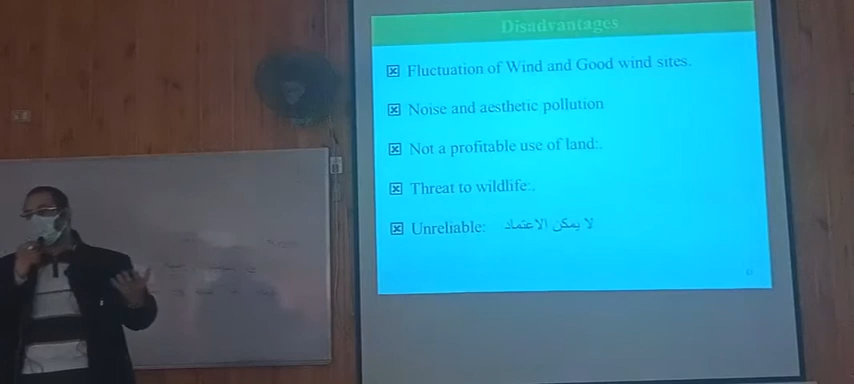 Disadvantages
Fluctuation of Wind and Good wind sites.
Noise and aesthetic pollution
Not a profitable use of land:.
Threat to wildlife:.
Unreliable: لا يمكن الاعتماد